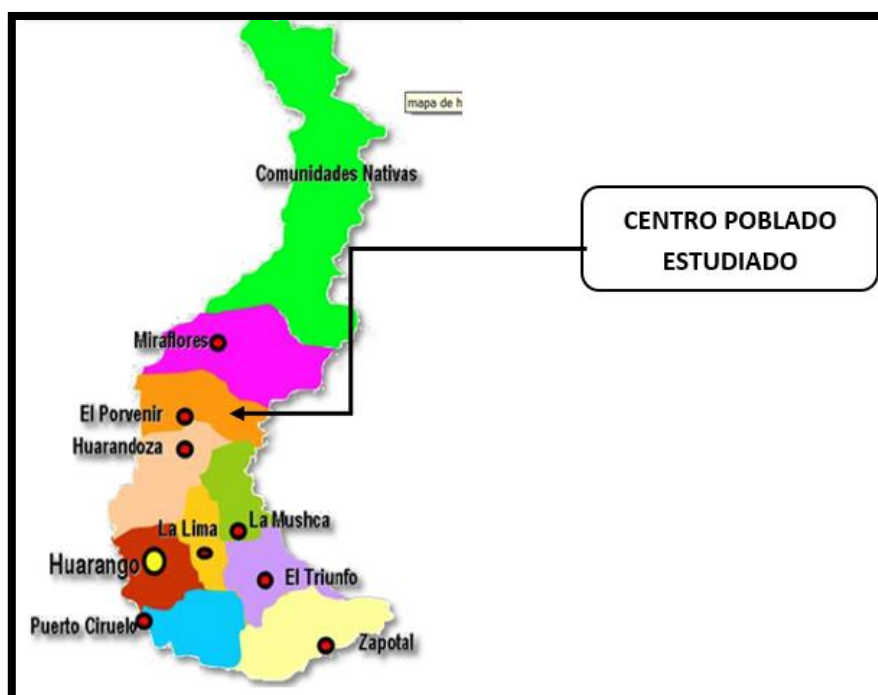 mapa de h
Comunidades Nativas
CENTRO POBLADO
ESTUDIADO
Miraflores
El Porvenir
Huarandoza
La Mushca
La Lima
Huarango
El Triunfo
Puerto Ciruelo
Zapotal